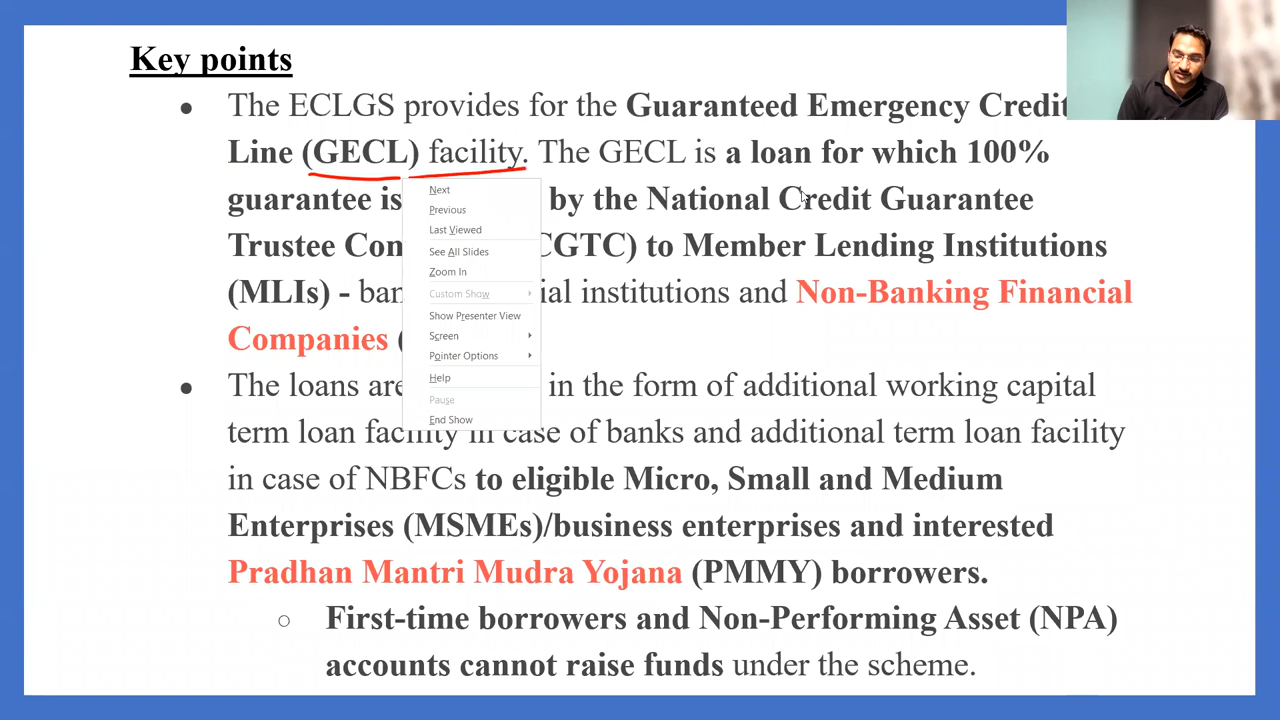 Key points
● The ECLGS provides for the Guaranteed Emergency Credit
Line (GECL) facility. The GECL is a loan for which 100%
guarantee is by the National Credit Guarantee
Trustee Con CGTC) to Member Lending Institutions
(MLIs) - ban ial institutions and Non-Banking Financial
Companies (
● The loans are in the form of additional working capital
term loan facility in case of banks and additional term loan facility
in case of NBFCs to eligible Micro, Small and Medium
Enterprises (MSMEs)/business enterprises and interested
Pradhan Mantri Mudra Yojana (PMMY) borrowers.
○ First-time borrowers and Non-Performing Asset (NPA)
accounts cannot raise funds under the scheme.
Next
Previous
Last Viewed
See All Slides
Zoom In
Custom Show
Show Presenter View
Screen
Pointer Options
Help
Pause
End Show